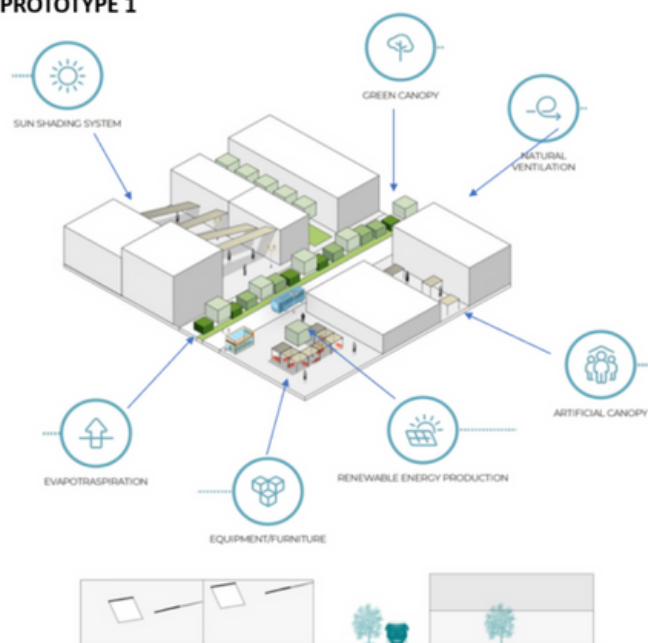 PROTOTYPE 1
GREEN CANOPY
SUN SHADING SYSTEM
NATURAL
VENTILATION
ARTIFICIAL CANOPY
RENEWABLE ENERGY PRODUCTION
EVAPOTRASPIRATION
EQUIPMENT/FURNITURE